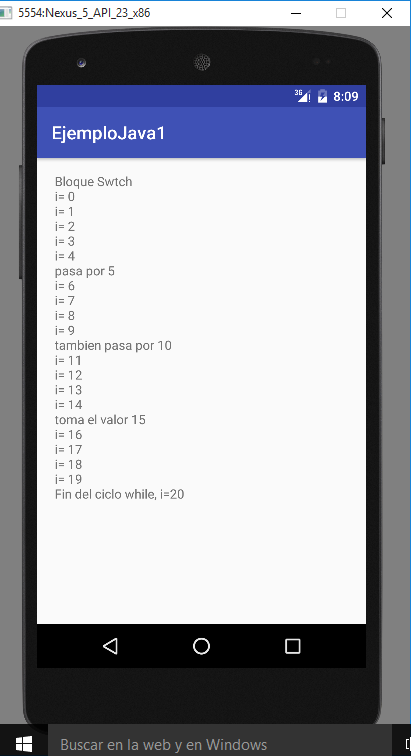 5554:Nexus_5_API_23_x86
3G 8:09
EjemploJava1
Bloque Swtch
i= 0
i= 1
i= 2
i= 3
i= 4
pasa por 5
i= 6
i= 7
i= 8
i= 9
tambien pasa por 10
i= 11
i= 12
i= 13
i= 14
toma el valor 15
i= 16
i= 17
i= 18
i= 19
Fin del ciclo while, i=20
Buscar en la web y en Windows